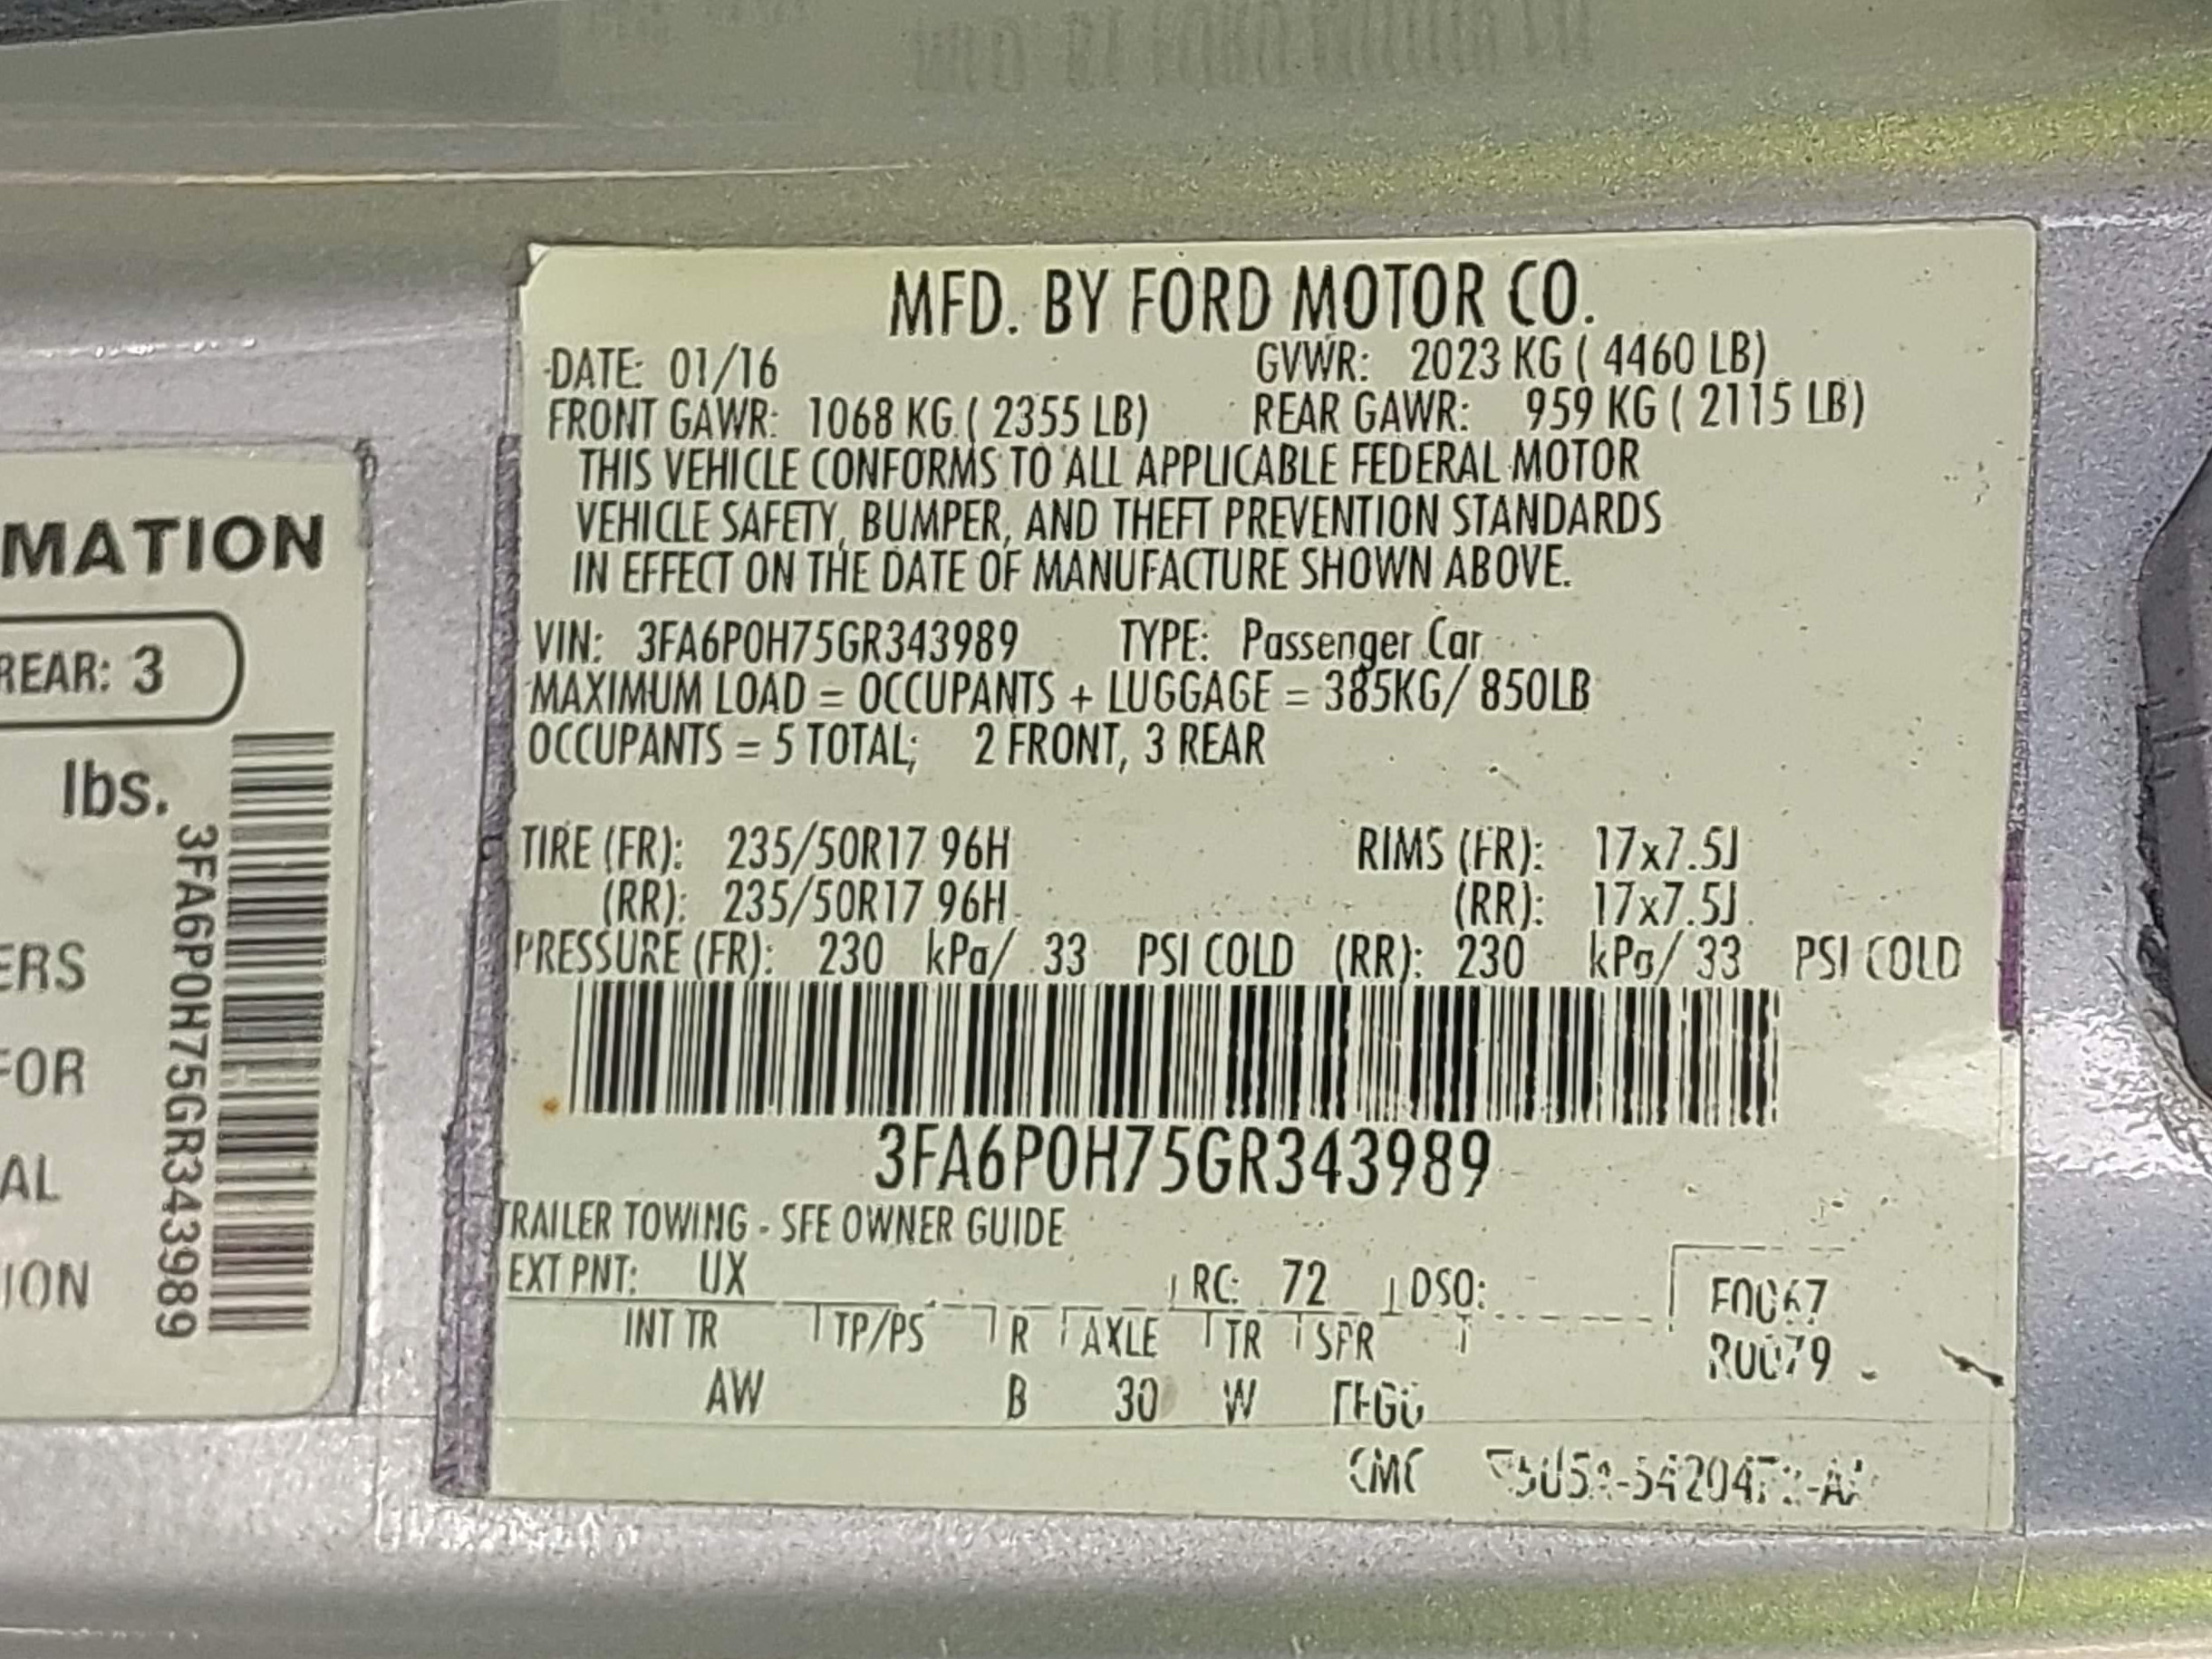 MFD. BY FORD MOTOR CO.
DATE: 01/16 GVWR: 2023 KG ( 4460 LB)
FRONT GAWR: 1068 KG ( 2355 LB) REAR GAWR: 959 KG ( 2115 LB)
THIS VEHICLE CONFORMS TO ALL APPLICABLE FEDERAL MOTOR
VEHICLE SAFETY, BUMPER, AND THEFT PREVENTION STANDARDS
IN EFFECT ON THE DATE OF MANUFACTURE SHOWN ABOVE.
VIN: 3FA6P0H75GR343989 TYPE: Passenger Car
MAXIMUM LOAD = OCCUPANTS + LUGGAGE = 385KG/ 850LB
OCCUPANTS = 5 TOTAL; 2 FRONT, 3 REAR
TIRE (FR): 235/50R17 96H RIMS (FR): 17x7.5J
(RR): 235/50R17 96H (RR): 17x7.5J
PRESSURE (FR): 230 kPa/ 33 PSI COLD (RR): 230 kPa/ 33 PSI COLD
3FA6P0H75GR343989
TRAILER TOWING - SEE OWNER GUIDE
EXT PNT: UX RC: 72 DSO:
INT TR TP/PS R AXLE TR SPR
AW B 30 W
R0079
MATION
REAR: 3
lbs.
ERS
FOR
AL
ION
3FA6P0H75GR343989